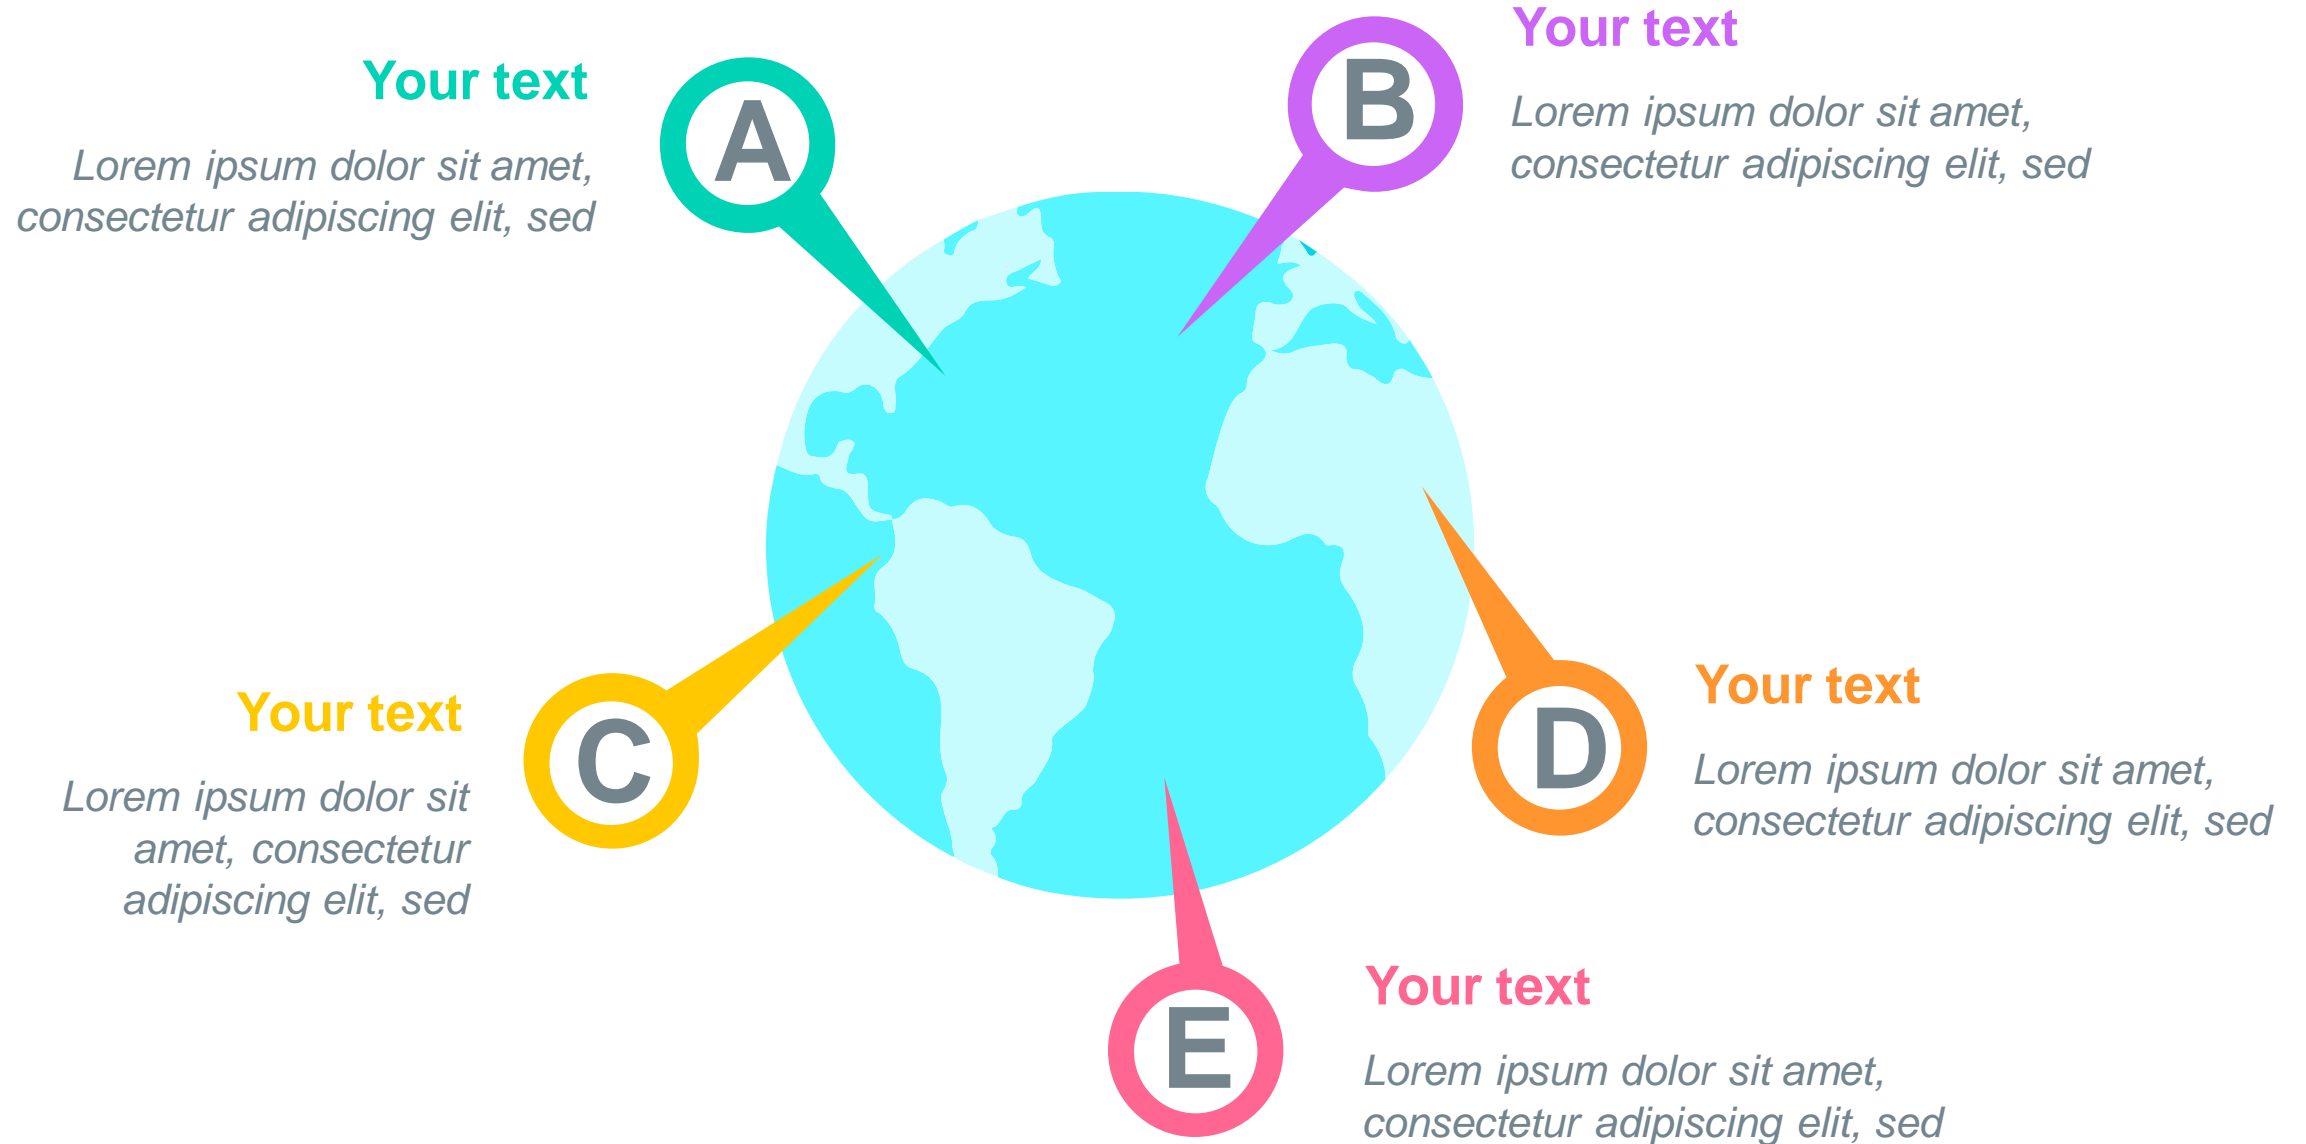 Your text
Lorem ipsum dolor sit amet,
consectetur adipiscing elit, sed
A
B
Your text
Lorem ipsum dolor sit amet,
consectetur adipiscing elit, sed
Your text
Lorem ipsum dolor sit
amet, consectetur
adipiscing elit, sed
C
D
Your text
Lorem ipsum dolor sit amet,
consectetur adipiscing elit, sed
E
Your text
Lorem ipsum dolor sit amet,
consectetur adipiscing elit, sed